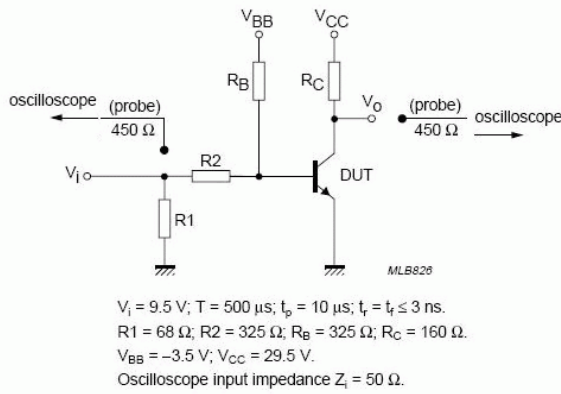 V_BB V_CC
R_B R_C
oscilloscope (probe) 450 Ω
V_o (probe) 450 Ω oscilloscope
R2
V_i DUT
R1
MLB826
V_i = 9.5 V; T = 500 µs; t_p = 10 µs; t_r = t_f ≤ 3 ns.
R1 = 68 Ω; R2 = 325 Ω; R_B = 325 Ω; R_C = 160 Ω.
V_BB = –3.5 V; V_CC = 29.5 V.
Oscilloscope input impedance Z_i = 50 Ω.